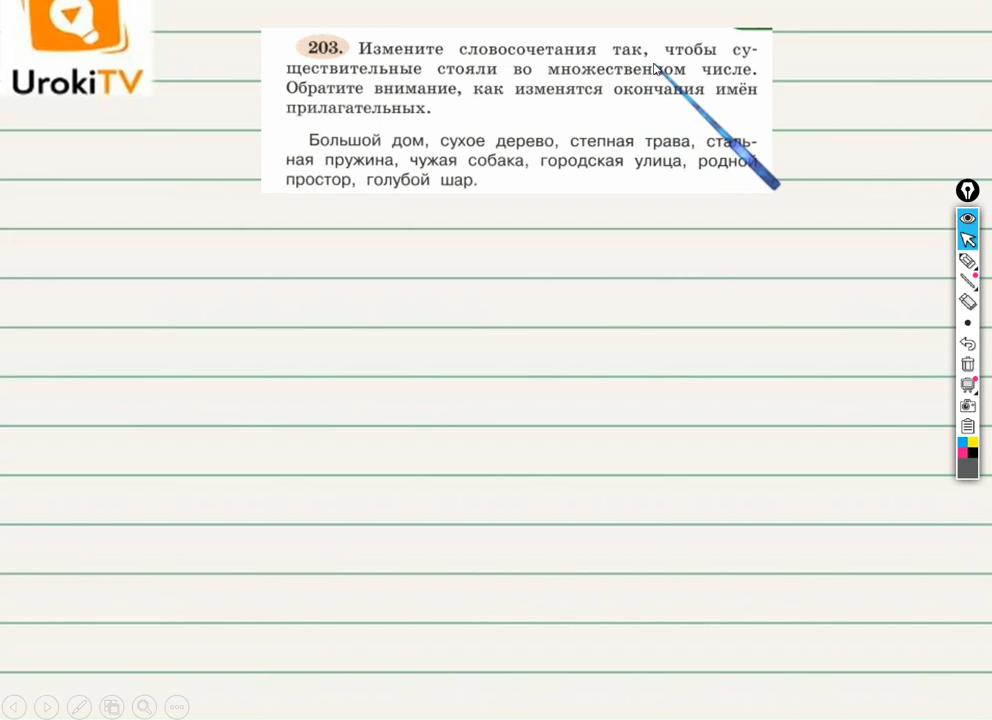 UrokiTV
203. Измените словосочетания так, чтобы су-
ществительные стояли во множественном числе.
Обратите внимание, как изменятся окончания имён
прилагательных.
Большой дом, сухое дерево, степная трава, сталь-
ная пружина, чужая собака, городская улица, родной
простор, голубой шар.